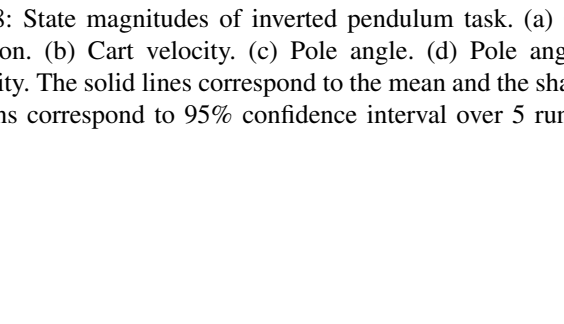 8: State magnitudes of inverted pendulum task. (a)
on. (b) Cart velocity. (c) Pole angle. (d) Pole ang
ity. The solid lines correspond to the mean and the sha
ns correspond to 95% confidence interval over 5 run